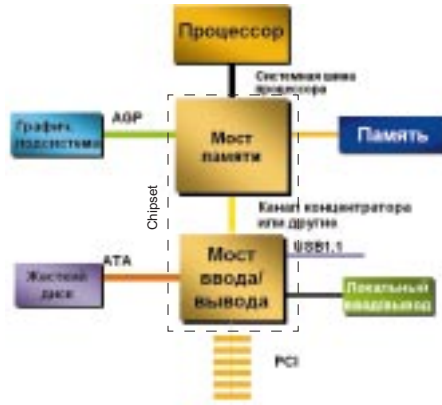 Процессор
Системная шина
процессора
AGP
Графич.
подсистема
Мост
памяти
Память
Chipset
Канал концентратора
или другие
USB1.1
Мост
ввода/
вывода
ATA
Жесткий
диск
Локальный
ввод/вывод
PCI